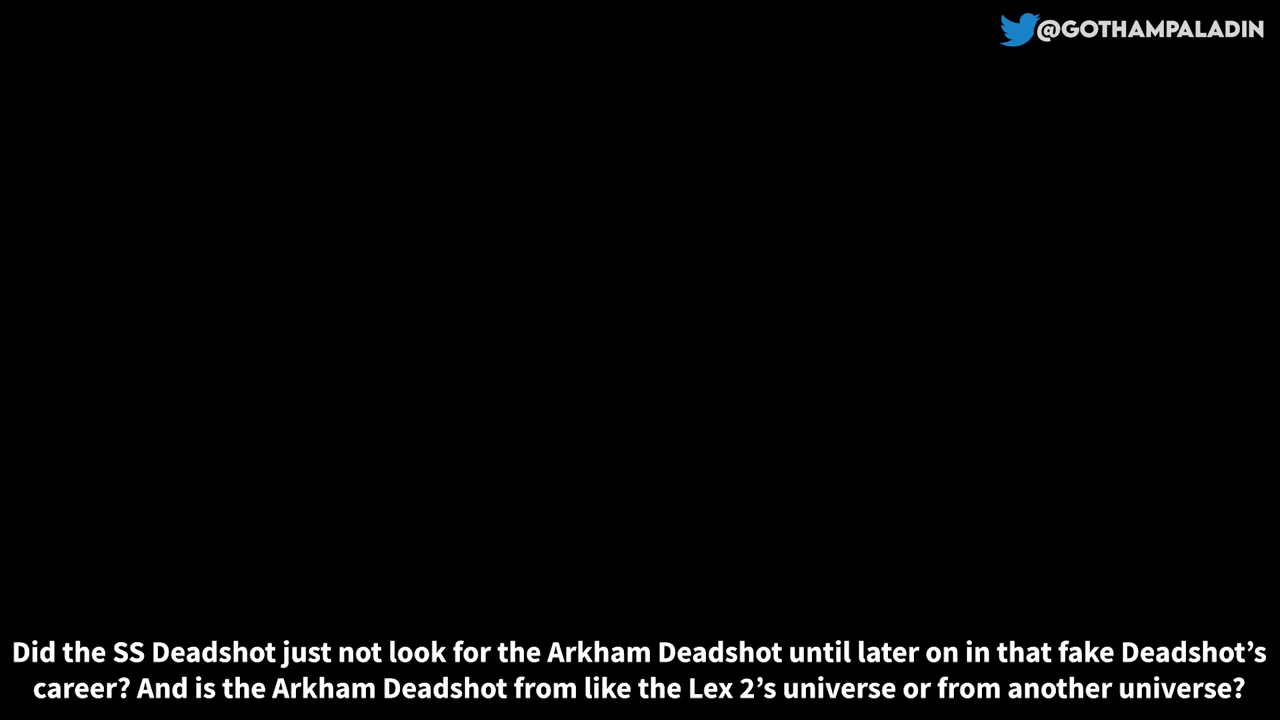 @GOTHAMPALADIN
Did the SS Deadshot just not look for the Arkham Deadshot until later on in that fake Deadshot’s
career? And is the Arkham Deadshot from like the Lex 2’s universe or from another universe?